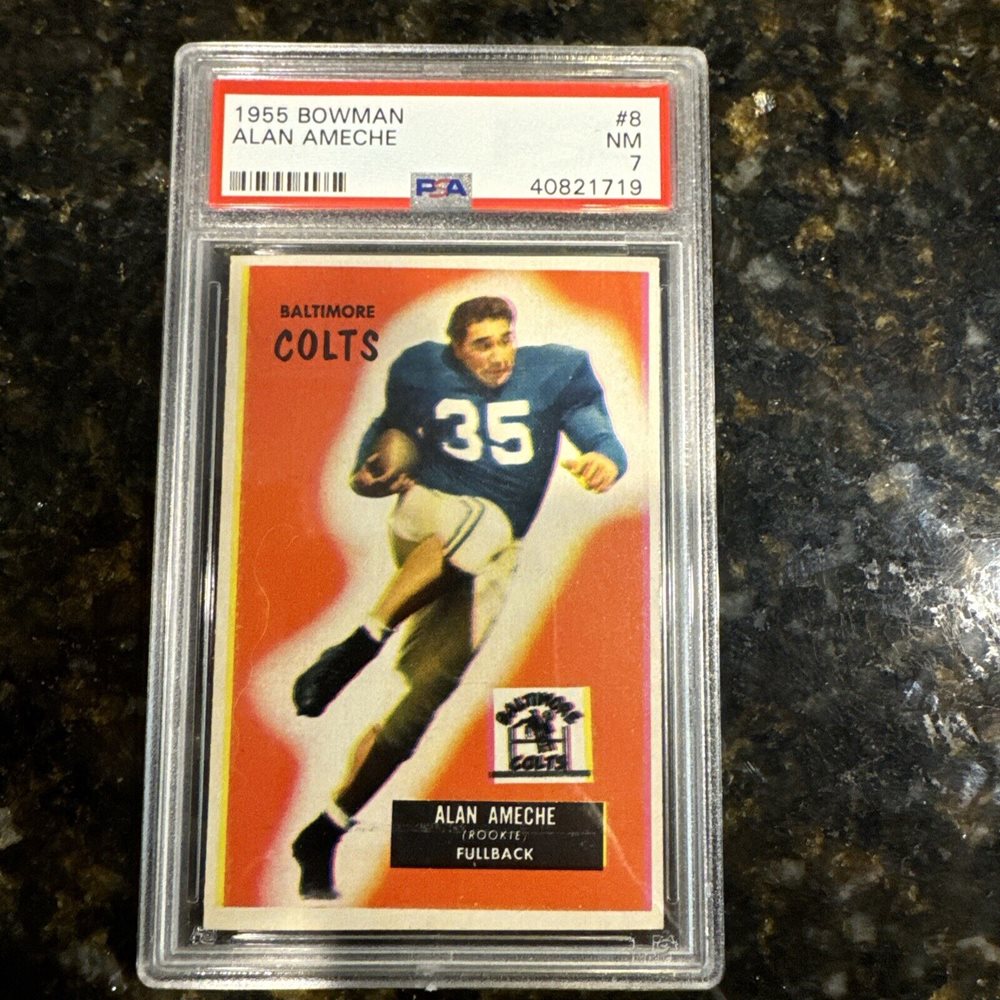 1955 BOWMAN #8
ALAN AMECHE NM
7
PSA 40821719
BALTIMORE
COLTS
35
BALTIMORE
COLTS
ALAN AMECHE
(ROOKIE)
FULLBACK